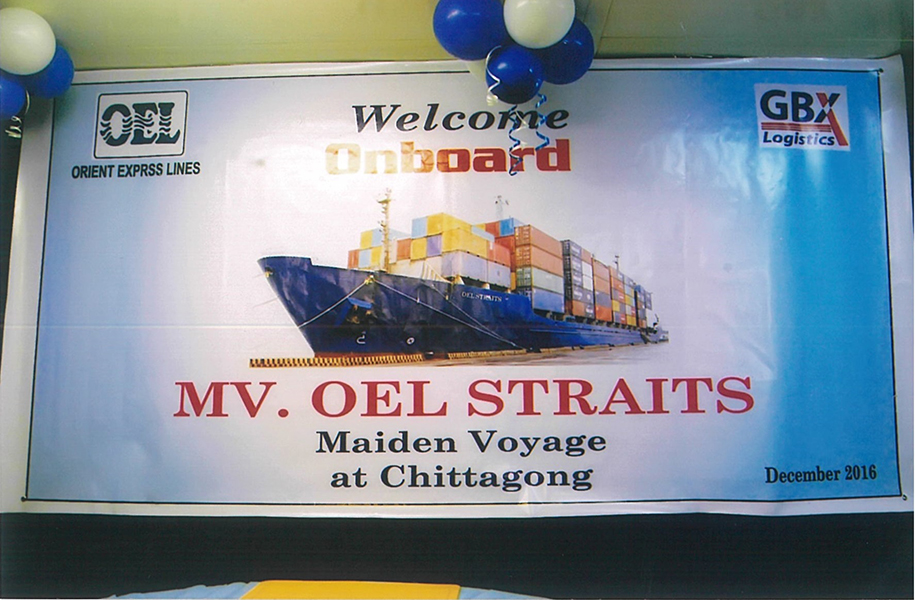 OEL
ORIENT EXPRSS LINES
Welcome
Onboard
GBX
Logistics
OEL STRAITS
MV. OEL STRAITS
Maiden Voyage
at Chittagong
December 2016